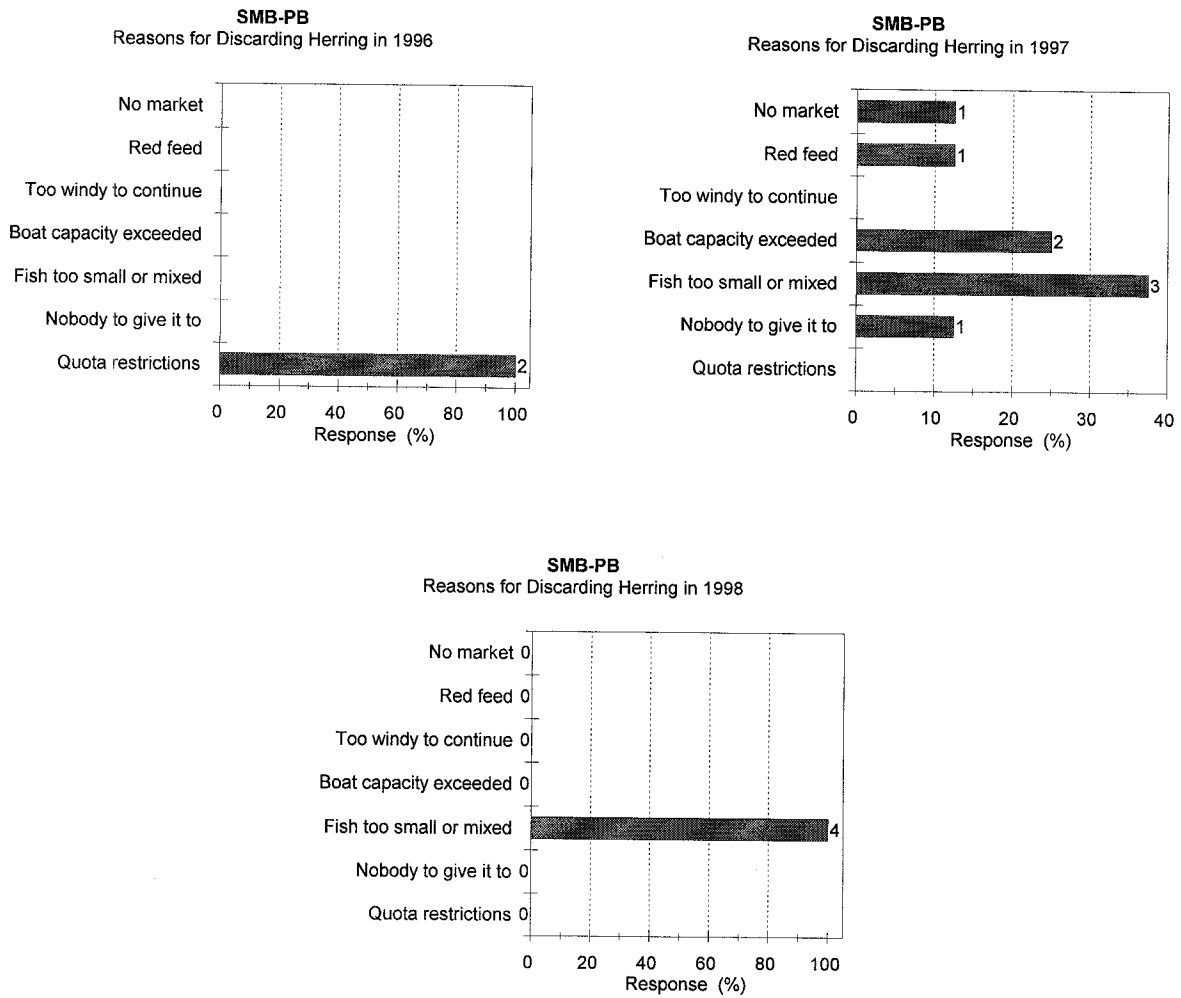 SMB-PB
Reasons for Discarding Herring in 1996
No market
Red feed
Too windy to continue
Boat capacity exceeded
Fish too small or mixed
Nobody to give it to
Quota restrictions 2
0 20 40 60 80 100
Response (%)
SMB-PB
Reasons for Discarding Herring in 1997
No market 1
Red feed 1
Too windy to continue
Boat capacity exceeded 2
Fish too small or mixed 3
Nobody to give it to 1
Quota restrictions
0 10 20 30 40
Response (%)
SMB-PB
Reasons for Discarding Herring in 1998
No market 0
Red feed 0
Too windy to continue 0
Boat capacity exceeded 0
Fish too small or mixed 4
Nobody to give it to 0
Quota restrictions 0
0 20 40 60 80 100
Response (%)